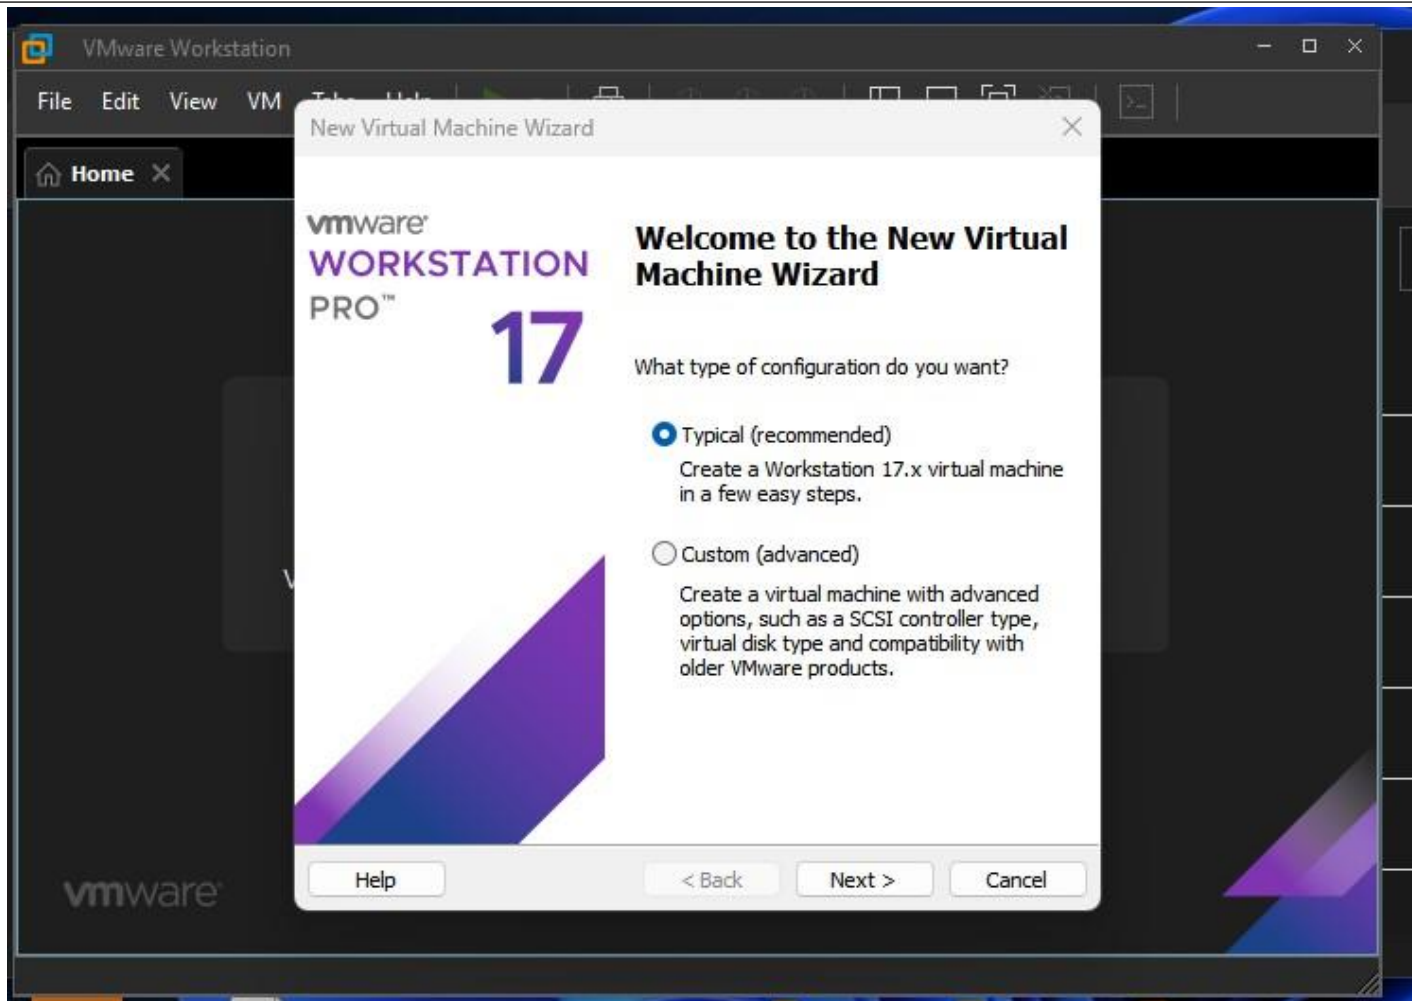 VMware Workstation
File Edit View VM Tabs Help
New Virtual Machine Wizard
Home
vmware®
WORKSTATION
PRO™
17
Welcome to the New Virtual
Machine Wizard
What type of configuration do you want?
Typical (recommended)
Create a Workstation 17.x virtual machine
in a few easy steps.
Custom (advanced)
Create a virtual machine with advanced
options, such as a SCSI controller type,
virtual disk type and compatibility with
older VMware products.
Help
< Back
Next >
Cancel
vmware®